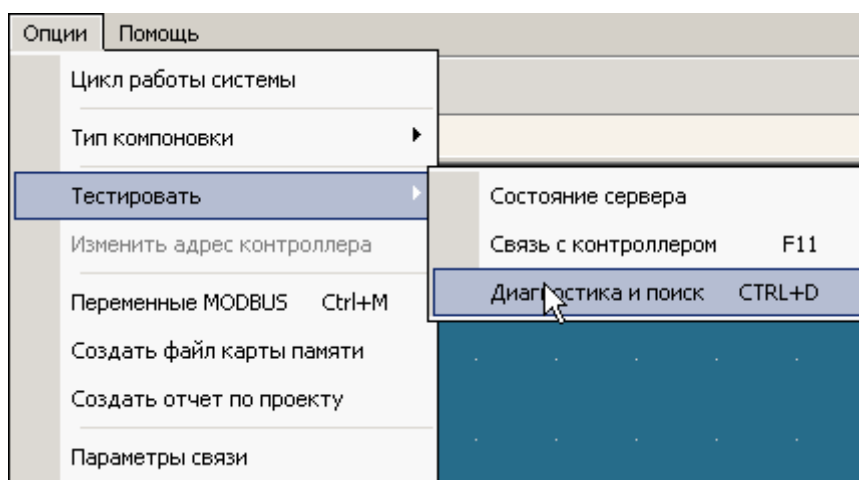 Опции Помощь
Цикл работы системы
Тип компоновки
Тестировать
Состояние сервера
Изменить адрес контроллера
Связь с контроллером F11
Диагностика и поиск CTRL+D
Переменные MODBUS Ctrl+M
Создать файл карты памяти
Создать отчет по проекту
Параметры связи